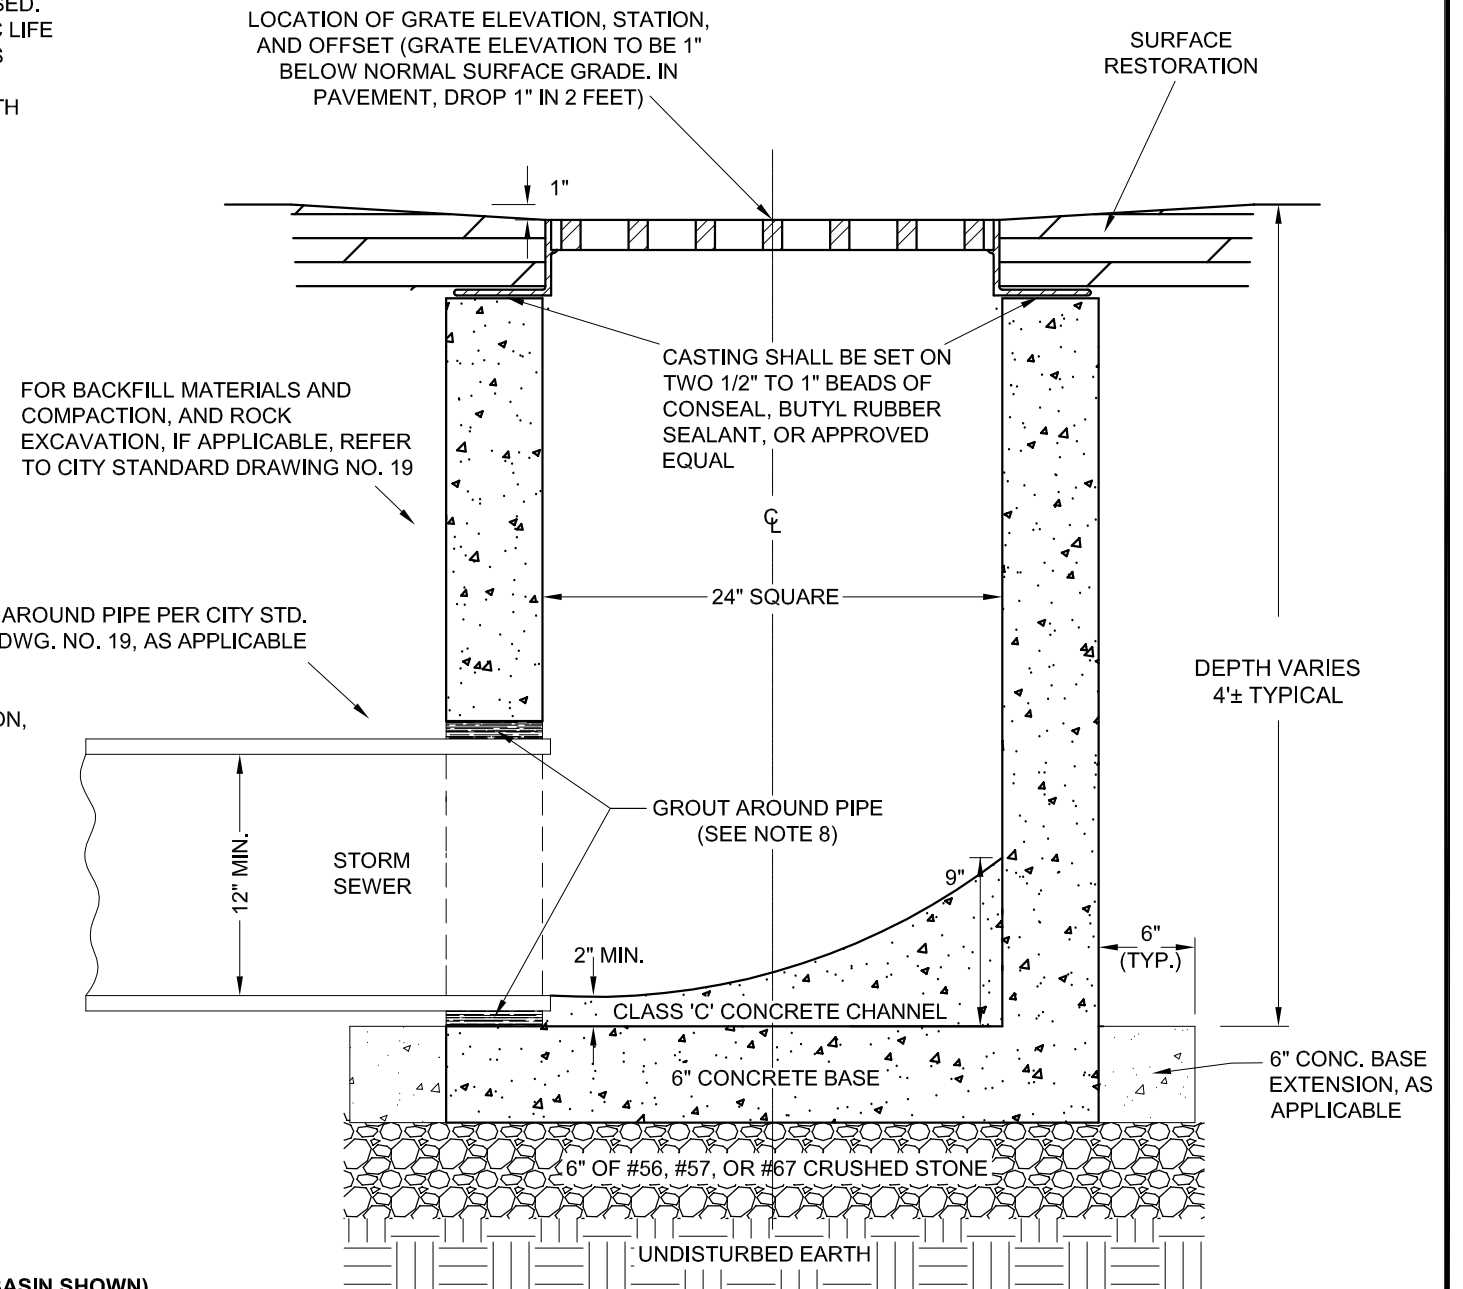 LIFE
LOCATION OF GRATE ELEVATION, STATION,
AND OFFSET (GRATE ELEVATION TO BE 1"
BELOW NORMAL SURFACE GRADE. IN
PAVEMENT, DROP 1" IN 2 FEET)
SURFACE
RESTORATION
1"
CASTING SHALL BE SET ON
TWO 1/2" TO 1" BEADS OF
CONSEAL, BUTYL RUBBER
SEALANT, OR APPROVED
EQUAL
FOR BACKFILL MATERIALS AND
COMPACTION, AND ROCK
EXCAVATION, IF APPLICABLE, REFER
TO CITY STANDARD DRAWING NO. 19
℄
24" SQUARE
AROUND PIPE PER CITY STD.
DWG. NO. 19, AS APPLICABLE
DEPTH VARIES
4'± TYPICAL
GROUT AROUND PIPE
(SEE NOTE 8)
12" MIN.
STORM
SEWER
9"
6"
(TYP.)
2" MIN.
CLASS 'C' CONCRETE CHANNEL
6" CONCRETE BASE
6" CONC. BASE
EXTENSION, AS
APPLICABLE
6" OF #56, #57, OR #67 CRUSHED STONE
UNDISTURBED EARTH
BASIN SHOWN)